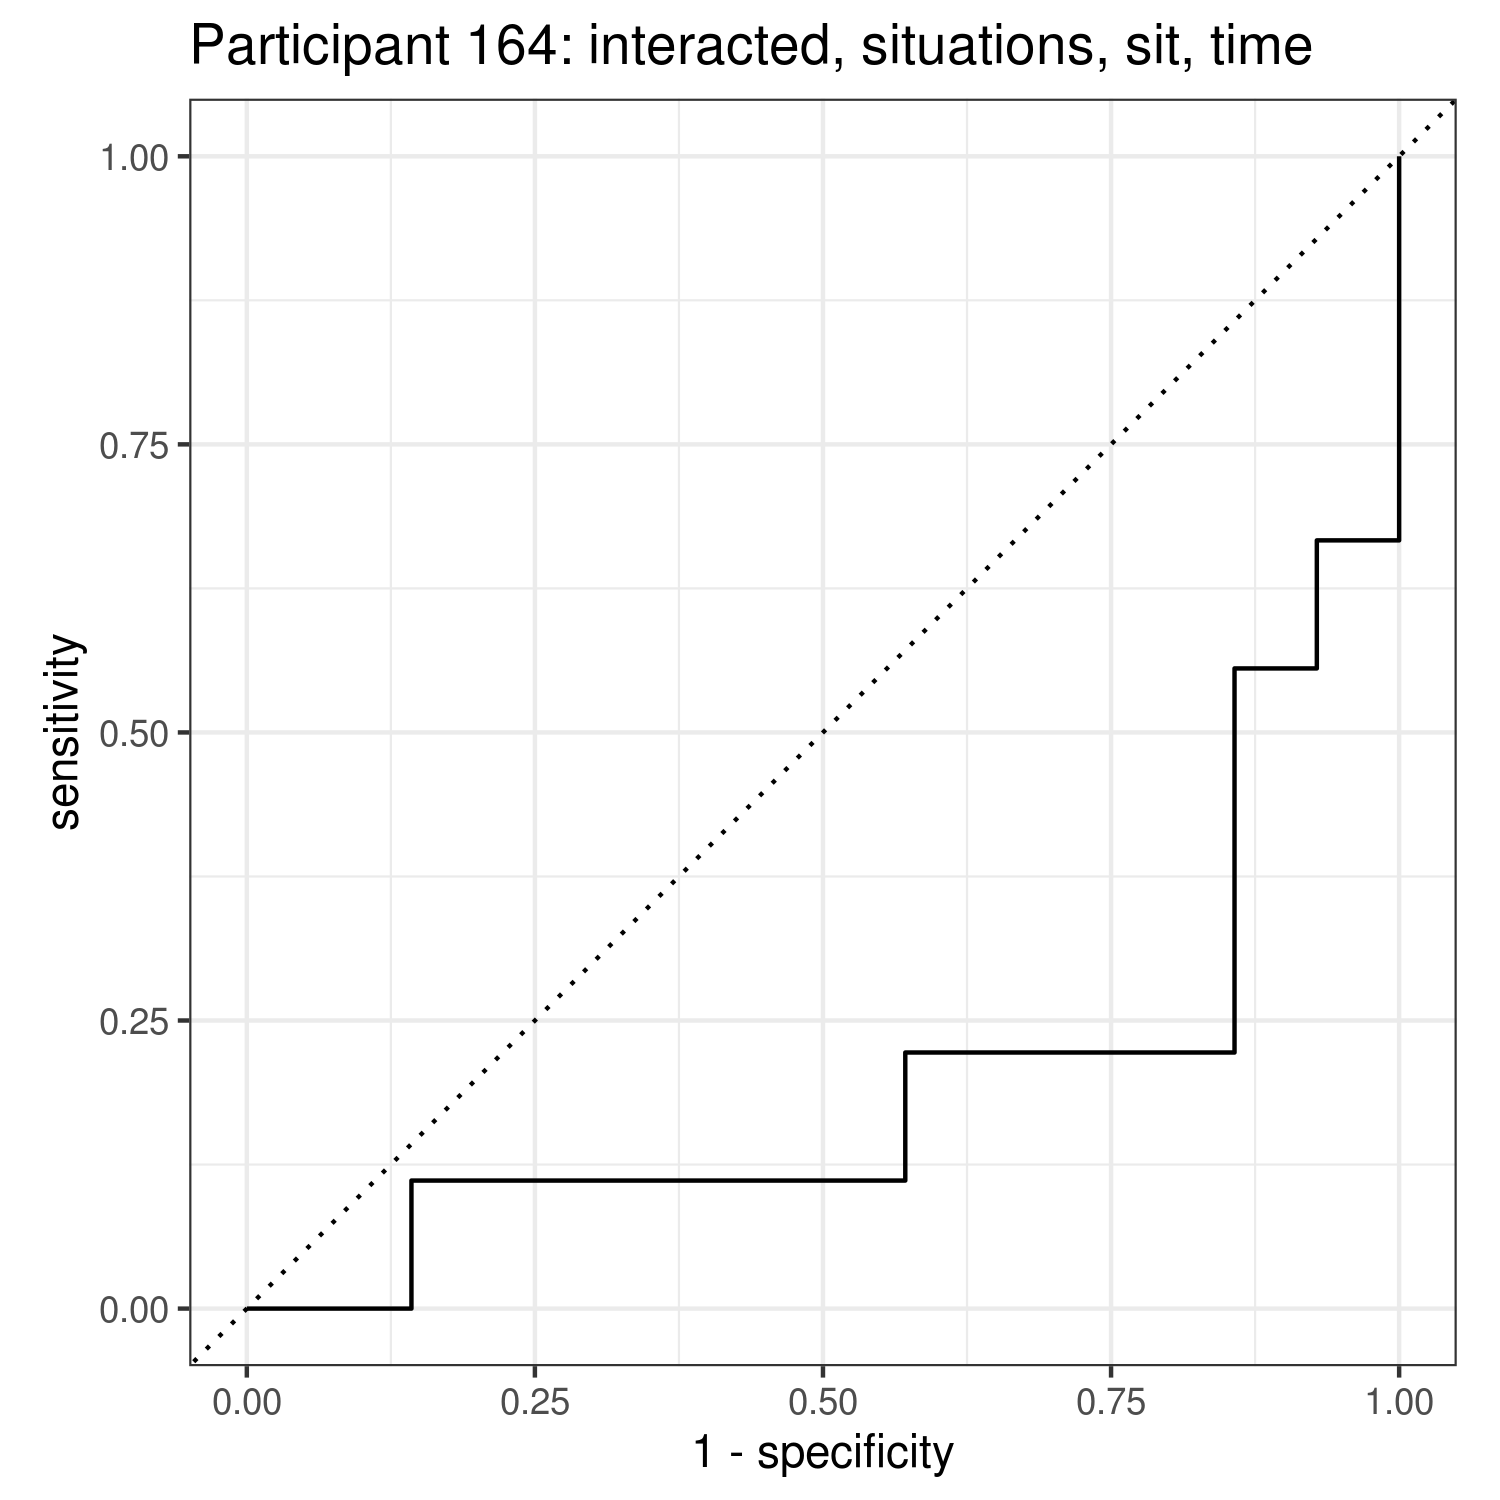 Participant 164: interacted, situations, sit, time
1.00
0.75
0.50
0.25
0.00
sensitivity
0.00 0.25 0.50 0.75 1.00
1 - specificity